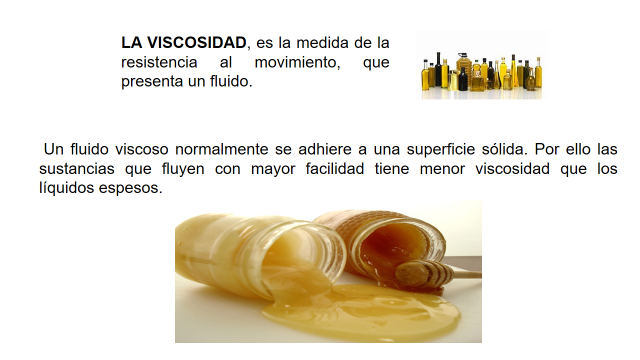 LA VISCOSIDAD, es la medida de la
resistencia al movimiento, que
presenta un fluido.
Un fluido viscoso normalmente se adhiere a una superficie sólida. Por ello las
sustancias que fluyen con mayor facilidad tiene menor viscosidad que los
líquidos espesos.